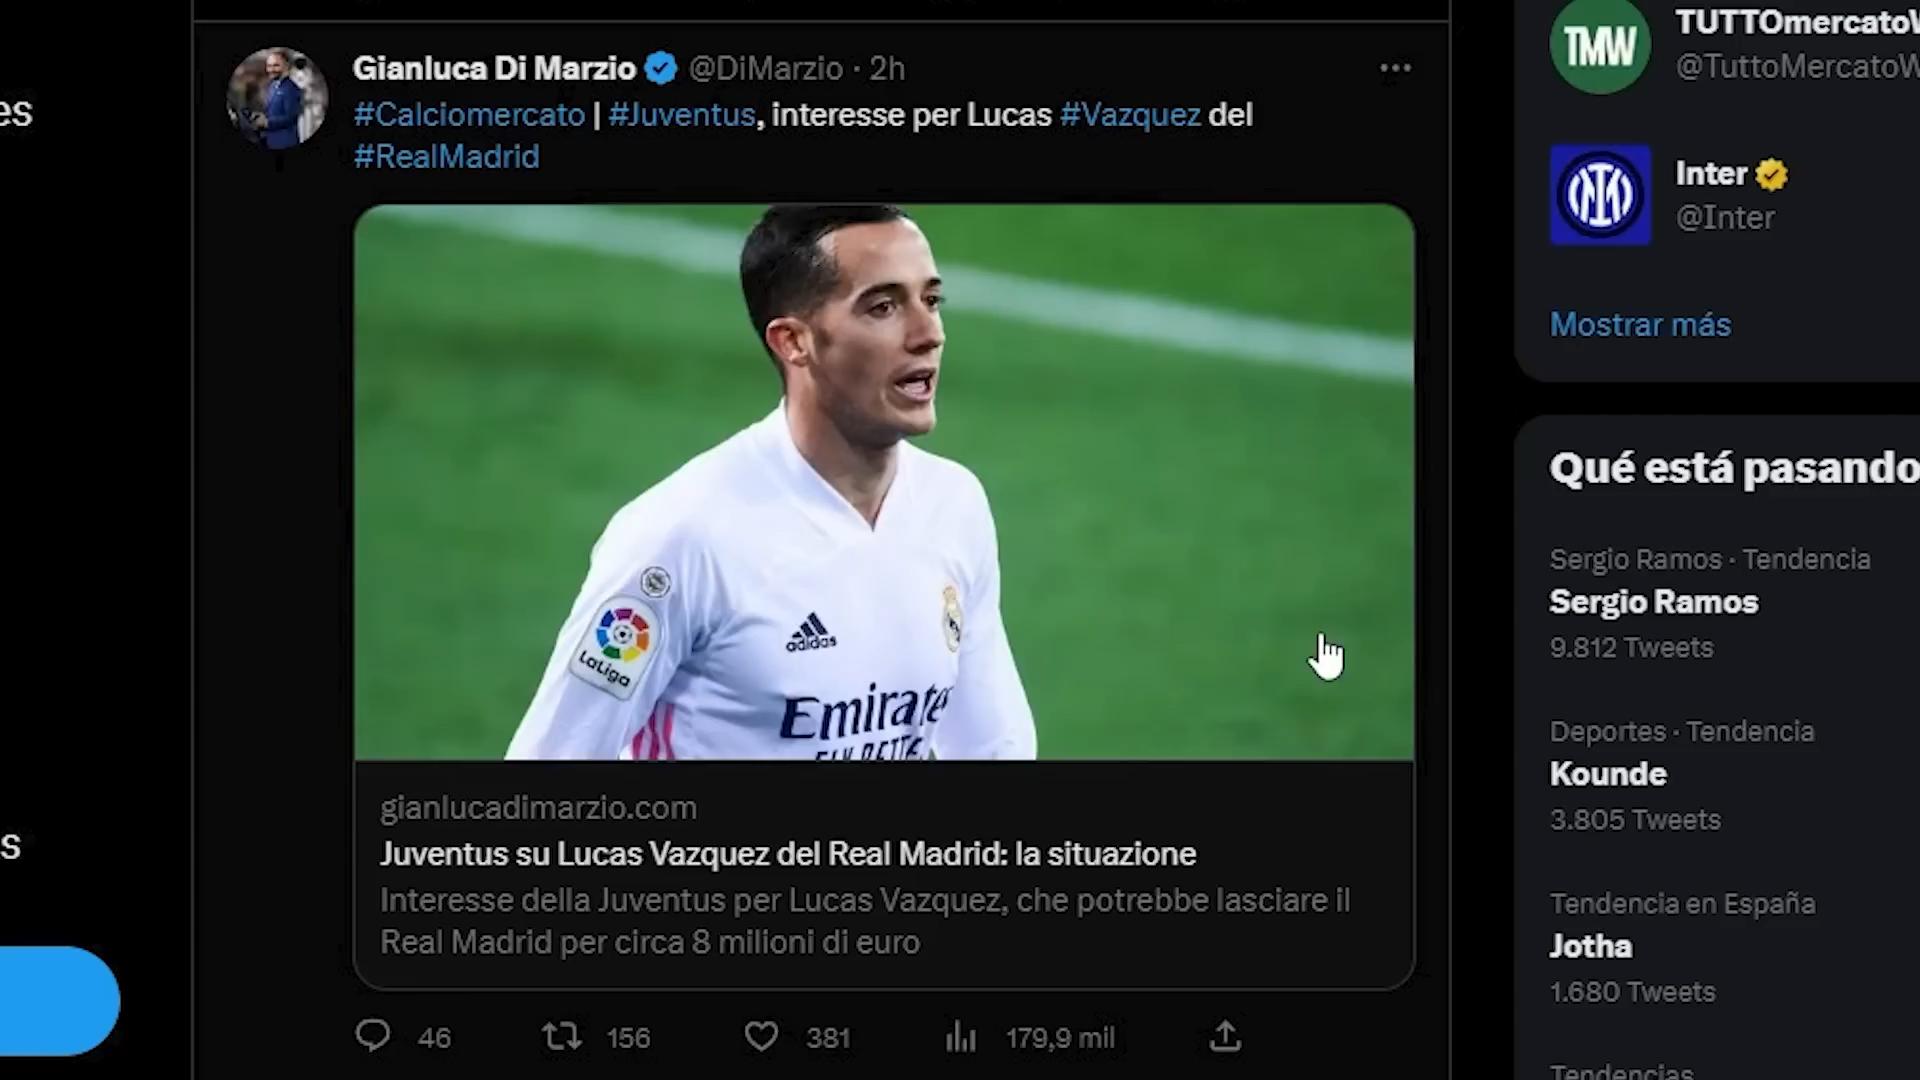 es
s
Gianluca Di Marzio @DiMarzio · 2h
#Calciomercato | #Juventus, interesse per Lucas #Vazquez del
#RealMadrid
LaLiga
adidas
Emirates
FLY BETTE
gianlucadimarzio.com
Juventus su Lucas Vazquez del Real Madrid: la situazione
Interesse della Juventus per Lucas Vazquez, che potrebbe lasciare il
Real Madrid per circa 8 milioni di euro
46 156 381 179,9 mil
TMW
TUTTOmercatoW
@TuttoMercatoW
Inter
@Inter
Mostrar más
Qué está pasando
Sergio Ramos · Tendencia
Sergio Ramos
9.812 Tweets
Deportes · Tendencia
Kounde
3.805 Tweets
Tendencia en España
Jotha
1.680 Tweets
Tendencias